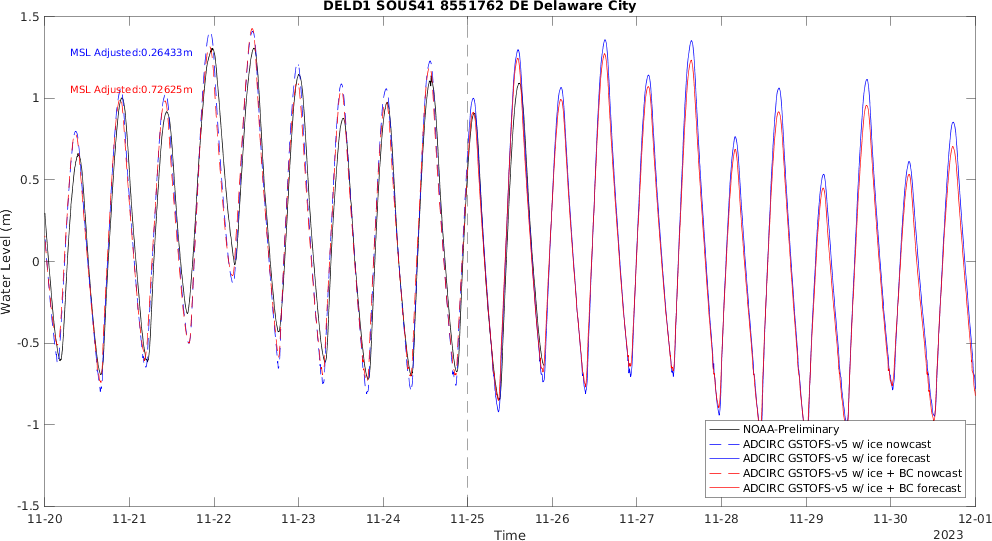 DELD1 SOUS41 8551762 DE Delaware City
1.5
1
0.5
0
-0.5
-1
-1.5
Water Level (m)
MSL Adjusted:0.26433m
MSL Adjusted:0.72625m
NOAA-Preliminary
ADCIRC GSTOFS-v5 w/ ice nowcast
ADCIRC GSTOFS-v5 w/ ice forecast
ADCIRC GSTOFS-v5 w/ ice + BC nowcast
ADCIRC GSTOFS-v5 w/ ice + BC forecast
11-20 11-21 11-22 11-23 11-24 11-25 11-26 11-27 11-28 11-29 11-30 12-01
Time
2023